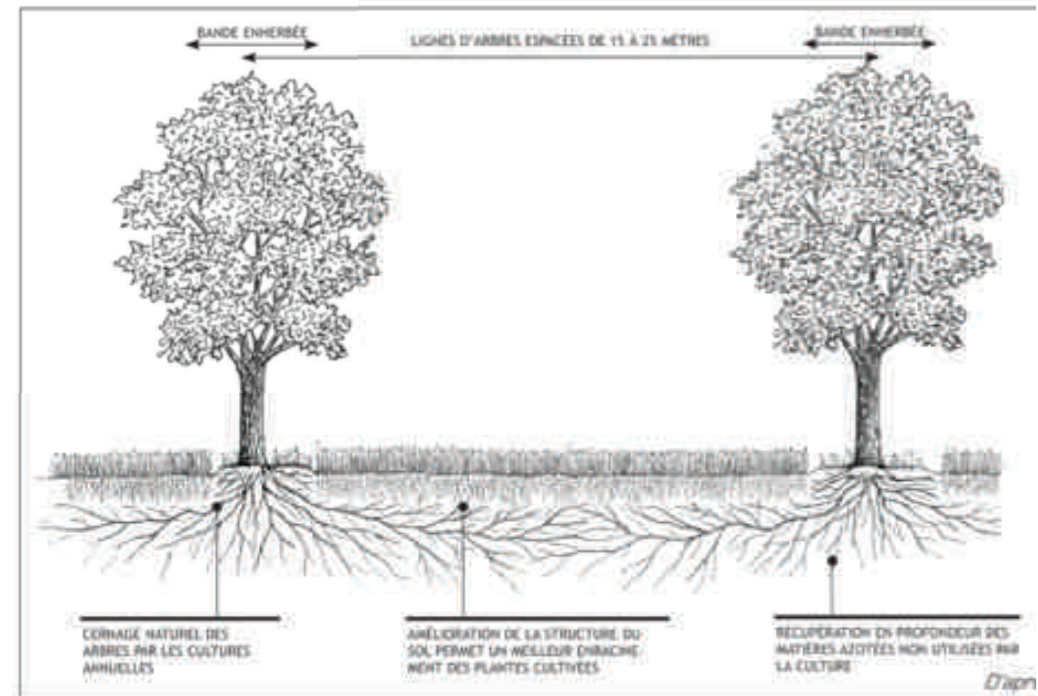 BANDE ENHERBÉE
LIGNES D'ARBRES ESPACÉES DE 15 À 25 MÈTRES
BANDE ENHERBÉE
CERNAGE NATUREL DES
ARBRES PAR LES CULTURES
ANNUELLES
AMÉLIORATION DE LA STRUCTURE DU
SOL PERMET UN MEILLEUR ENRACINE-
MENT DES PLANTES CULTIVÉES
RÉCUPÉRATION EN PROFONDEUR DES
MATIÈRES AZOTÉES NON UTILISÉES PAR
LA CULTURE
D'apr